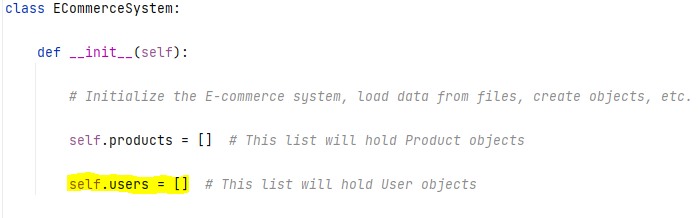 class ECommerceSystem:
def __init__(self):
# Initialize the E-commerce system, load data from files, create objects, etc.
self.products = []  # This list will hold Product objects
self.users = []  # This list will hold User objects